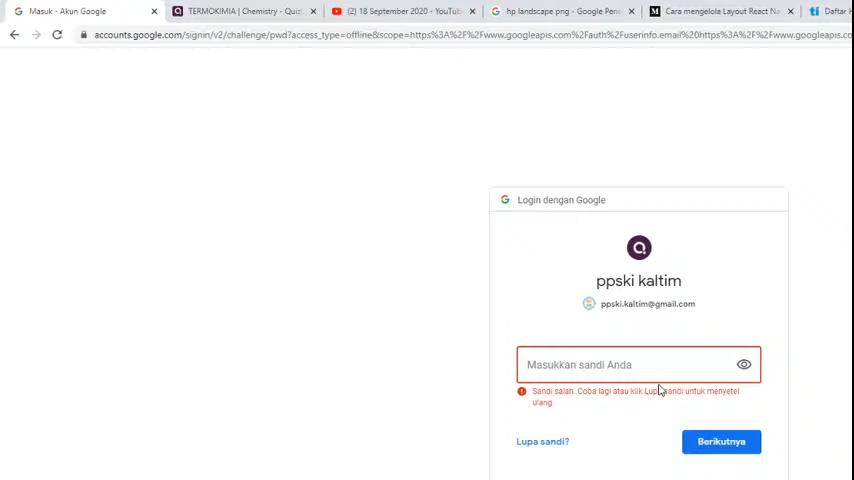 Masuk - Akun Google
TERMOKIMIA | Chemistry - Quiz
(2) 18 September 2020 - YouTub
hp landscape png - Google Pene
Cara mengelola Layout React Na
Daftar
accounts.google.com/signin/v2/challenge/pwd?access_type=offline&scope=https%3A%2F%2Fwww.googleapis.com%2Fauth%2Fuserinfo.email%20https%3A%2F%2Fwww.googleapis.co
Login dengan Google
ppski kaltim
ppski.kaltim@gmail.com
Masukkan sandi Anda
Sandi salah. Coba lagi atau klik Lupa sandi untuk menyetel
ulang.
Lupa sandi?
Berikutnya